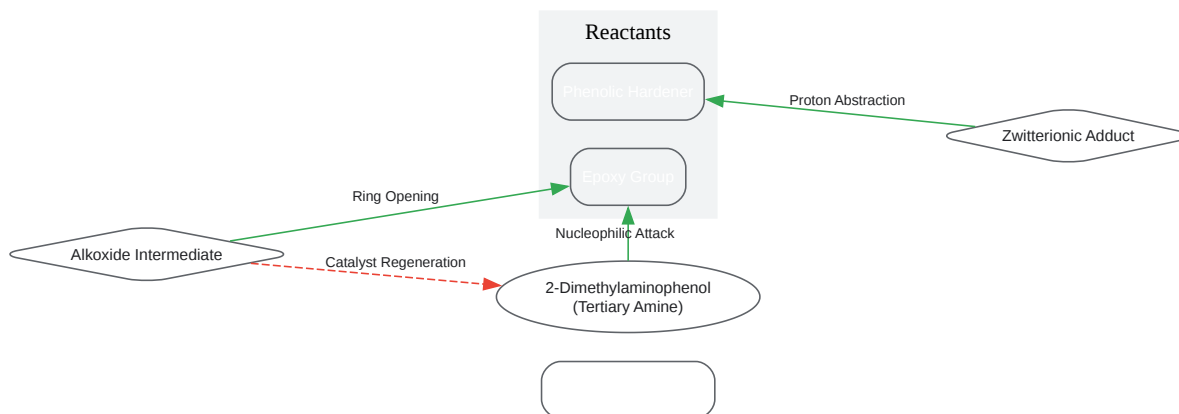 Reactants
Phenolic Hardener
Proton Abstraction
Zwitterionic Adduct
Epoxy Group
Ring Opening
Nucleophilic Attack
Alkoxide Intermediate
Catalyst Regeneration
2-Dimethylaminophenol
(Tertiary Amine)